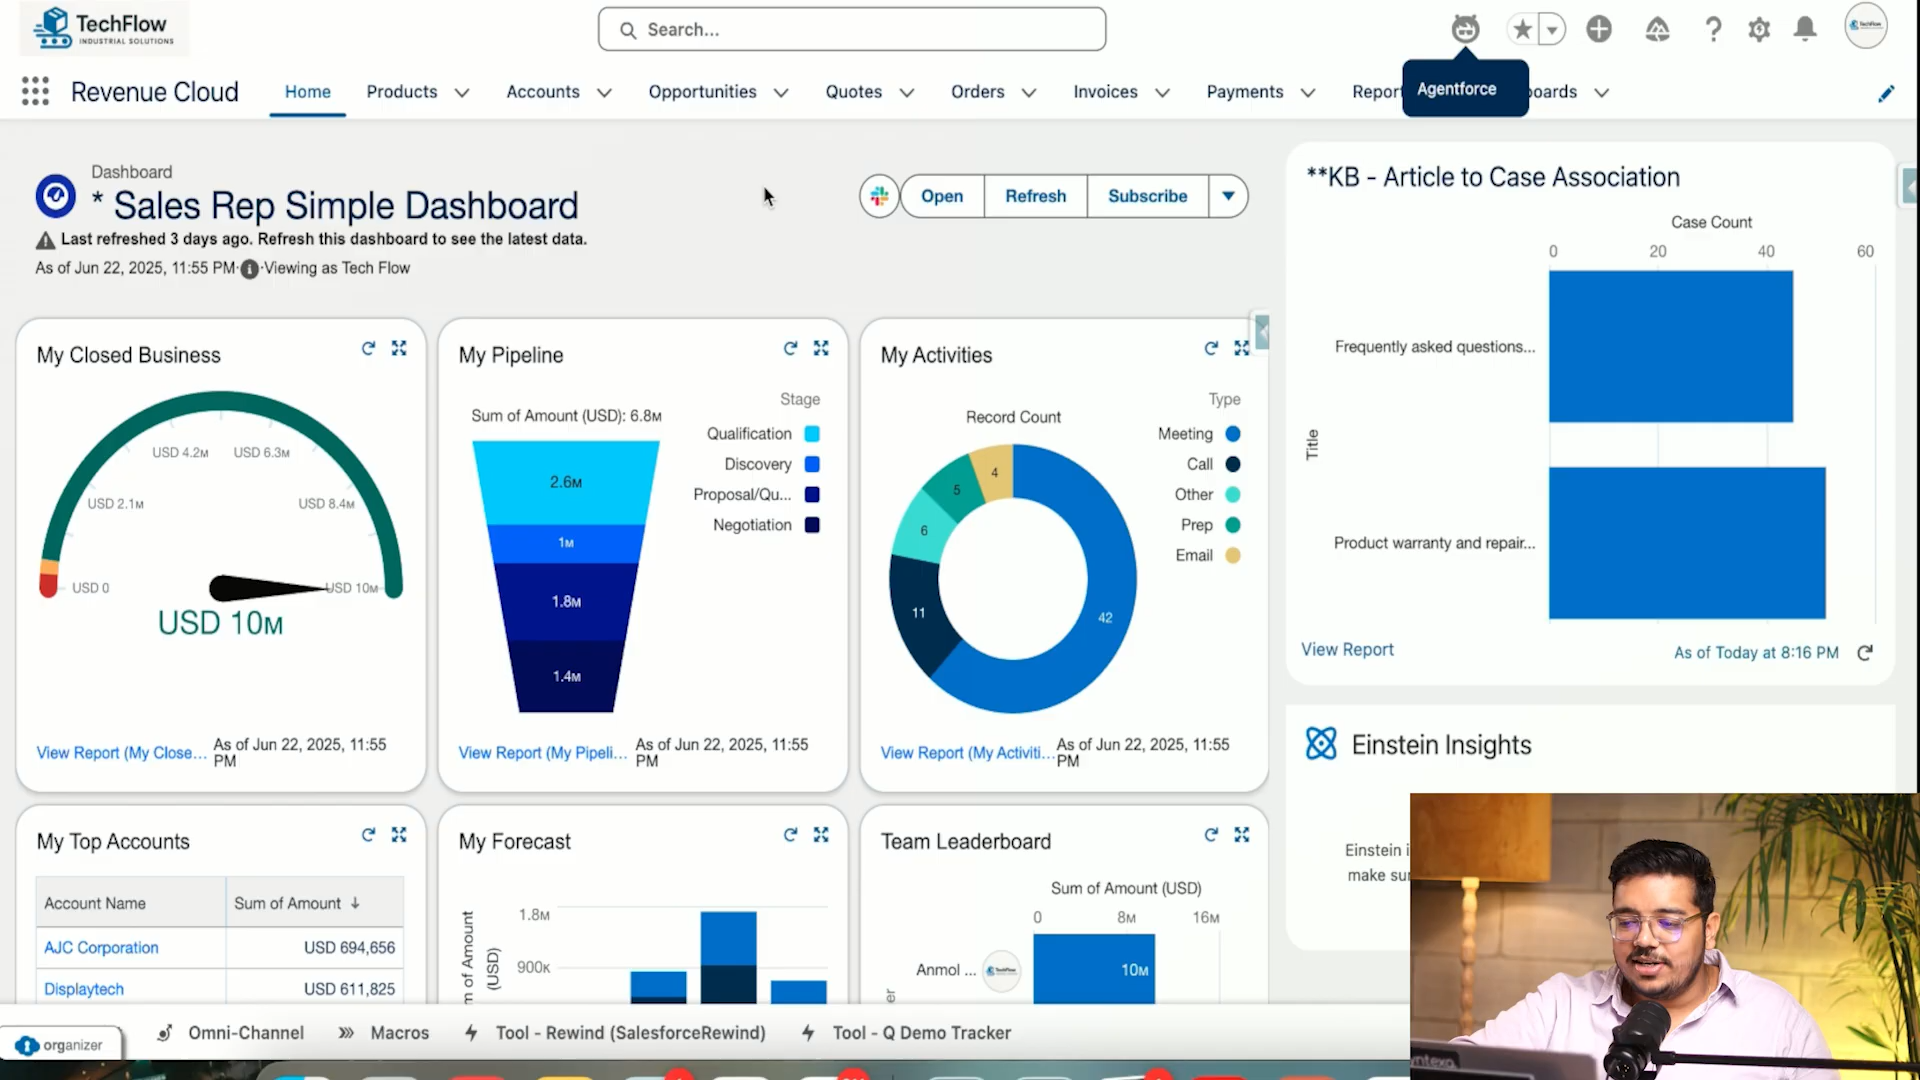 TechFlow
INDUSTRIAL SOLUTIONS
Search...
Agentforce
Revenue Cloud
Home
Products
Accounts
Opportunities
Quotes
Orders
Invoices
Payments
Report
boards
Dashboard
* Sales Rep Simple Dashboard
Last refreshed 3 days ago. Refresh this dashboard to see the latest data.
As of Jun 22, 2025, 11:55 PM·Viewing as Tech Flow
Open
Refresh
Subscribe
My Closed Business
USD 0
USD 2.1M
USD 4.2M
USD 6.3M
USD 8.4M
USD 10M
USD 10M
View Report (My Close...
As of Jun 22, 2025, 11:55
PM
My Pipeline
Sum of Amount (USD): 6.8M
Stage
Qualification
Discovery
Proposal/Qu...
Negotiation
2.6M
1M
1.8M
1.4M
View Report (My Pipeli...
As of Jun 22, 2025, 11:55
PM
My Activities
Record Count
Type
Meeting
Call
Other
Prep
Email
4
5
6
11
42
View Report (My Activiti...
As of Jun 22, 2025, 11:55
PM
**KB - Article to Case Association
Case Count
0
20
40
60
Title
Frequently asked questions...
Product warranty and repair...
View Report
As of Today at 8:16 PM
Einstein Insights
Einstein i
make su
My Top Accounts
Account Name
Sum of Amount
AJC Corporation
USD 694,656
Displaytech
USD 611,825
My Forecast
m of Amount
(USD)
1.8M
900K
Team Leaderboard
Sum of Amount (USD)
0
8M
16M
er
Anmol ...
10M
organizer
Omni-Channel
Macros
Tool - Rewind (SalesforceRewind)
Tool - Q Demo Tracker